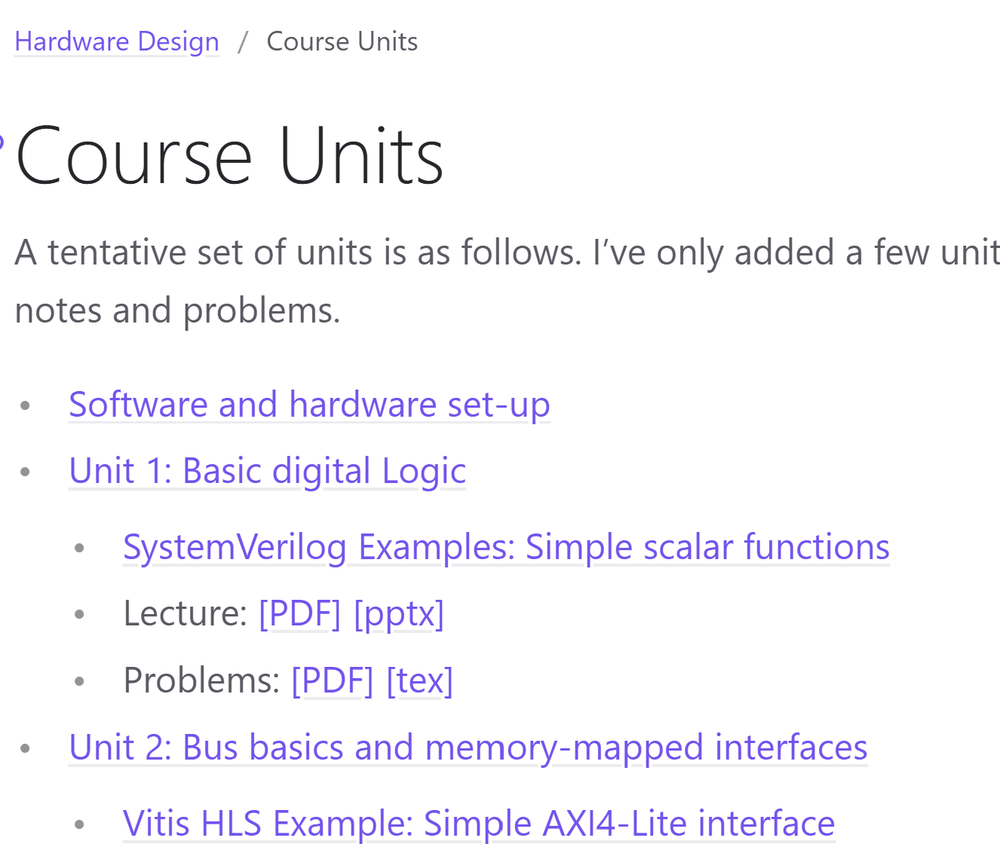 Hardware Design / Course Units
Course Units
A tentative set of units is as follows. I’ve only added a few unit
notes and problems.
• Software and hardware set-up
• Unit 1: Basic digital Logic
• SystemVerilog Examples: Simple scalar functions
• Lecture: [PDF] [pptx]
• Problems: [PDF] [tex]
• Unit 2: Bus basics and memory-mapped interfaces
• Vitis HLS Example: Simple AXI4-Lite interface